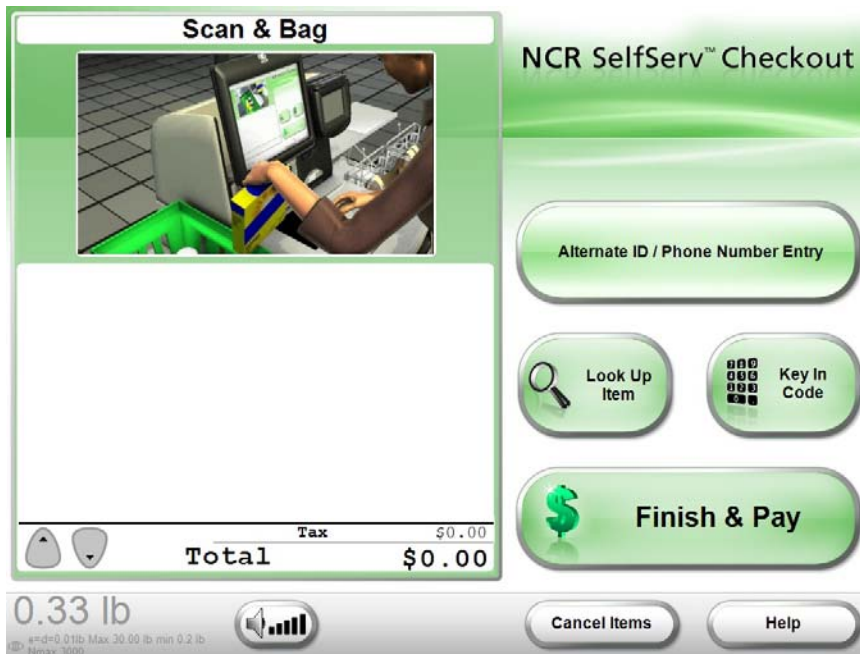 Scan & Bag
NCR SelfServ™ Checkout
Alternate ID / Phone Number Entry
Look Up
Item
Key In
Code
Tax $0.00
Total $0.00
Finish & Pay
0.33 lb
e=d=0.01lb Max 30.00 lb min 0.2 lb
Nmax 3000
Cancel Items
Help